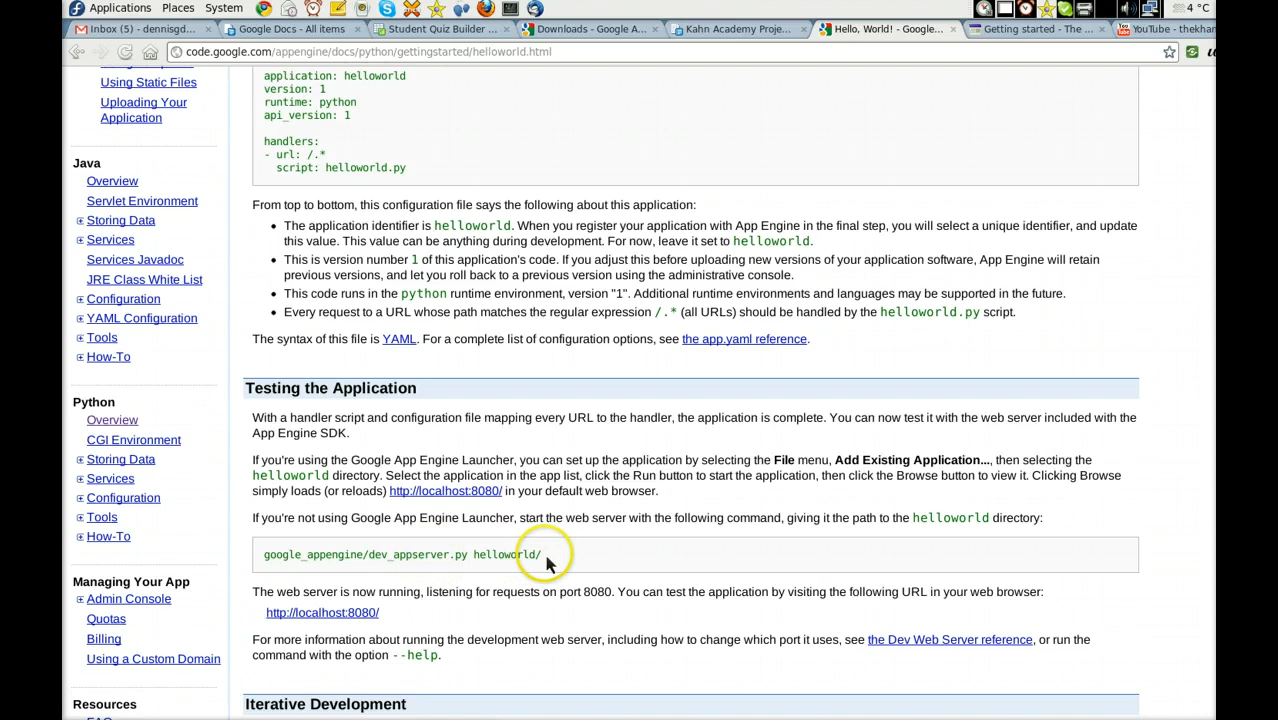 Applications Places System 4 °C
Inbox (5) - dennisgd... Google Docs - All items Student Quiz Builder ... Downloads - Google A... Kahn Academy Proje... Hello, World! - Google... Getting started - The ... YouTube - thekhan...
code.google.com/appengine/docs/python/gettingstarted/helloworld.html
Using Static Files
Uploading Your
Application
Java
Overview
Servlet Environment
Storing Data
Services
Services Javadoc
JRE Class White List
Configuration
YAML Configuration
Tools
How-To
Python
Overview
CGI Environment
Storing Data
Services
Configuration
Tools
How-To
Managing Your App
Admin Console
Quotas
Billing
Using a Custom Domain
Resources
application: helloworld
version: 1
runtime: python
api_version: 1
handlers:
- url: /.*
script: helloworld.py
From top to bottom, this configuration file says the following about this application:
• The application identifier is helloworld. When you register your application with App Engine in the final step, you will select a unique identifier, and update
this value. This value can be anything during development. For now, leave it set to helloworld.
• This is version number 1 of this application's code. If you adjust this before uploading new versions of your application software, App Engine will retain
previous versions, and let you roll back to a previous version using the administrative console.
• This code runs in the python runtime environment, version "1". Additional runtime environments and languages may be supported in the future.
• Every request to a URL whose path matches the regular expression /.* (all URLs) should be handled by the helloworld.py script.
The syntax of this file is YAML. For a complete list of configuration options, see the app.yaml reference.
Testing the Application
With a handler script and configuration file mapping every URL to the handler, the application is complete. You can now test it with the web server included with the
App Engine SDK.
If you're using the Google App Engine Launcher, you can set up the application by selecting the File menu, Add Existing Application..., then selecting the
helloworld directory. Select the application in the app list, click the Run button to start the application, then click the Browse button to view it. Clicking Browse
simply loads (or reloads) http://localhost:8080/ in your default web browser.
If you're not using Google App Engine Launcher, start the web server with the following command, giving it the path to the helloworld directory:
google_appengine/dev_appserver.py helloworld/
The web server is now running, listening for requests on port 8080. You can test the application by visiting the following URL in your web browser:
http://localhost:8080/
For more information about running the development web server, including how to change which port it uses, see the Dev Web Server reference, or run the
command with the option --help.
Iterative Development